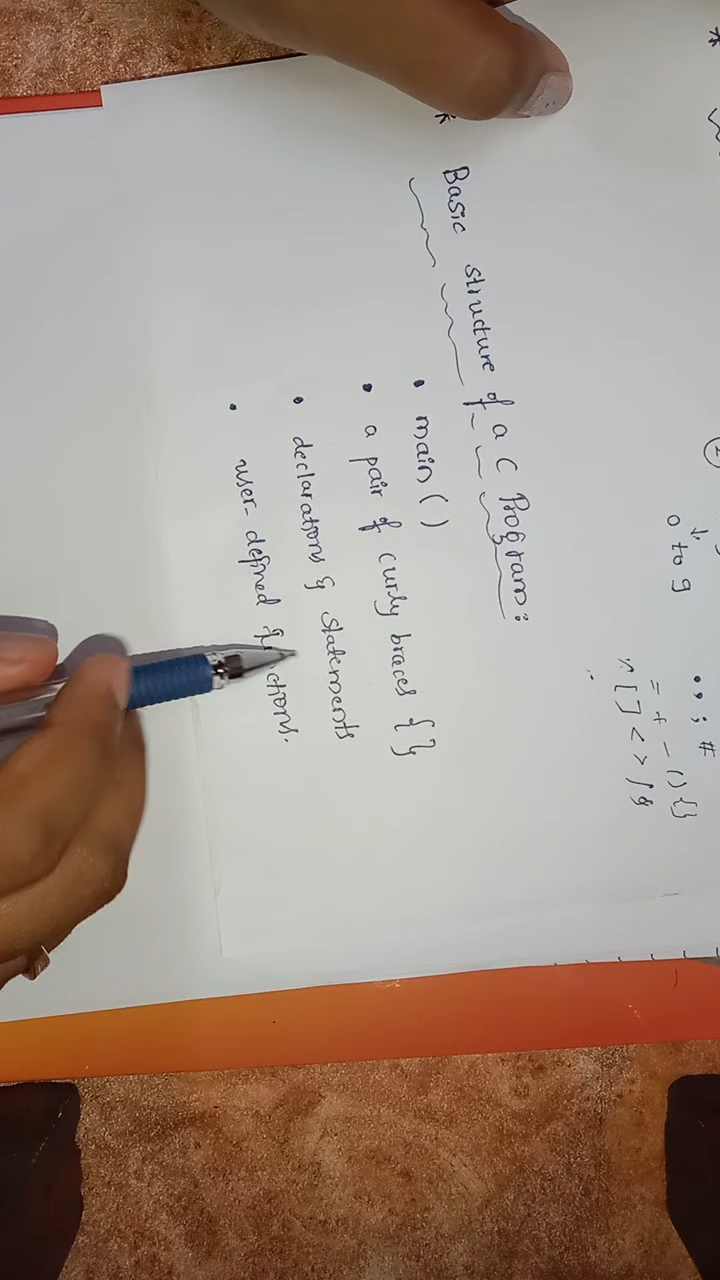 * Basic structure of a C Program:
• main ( )
• a pair of curly braces { }
• declarations & statements
• user-defined functions.
*
0 to 9
• , ; #
= + - ( ) { }
[ ] < > / &